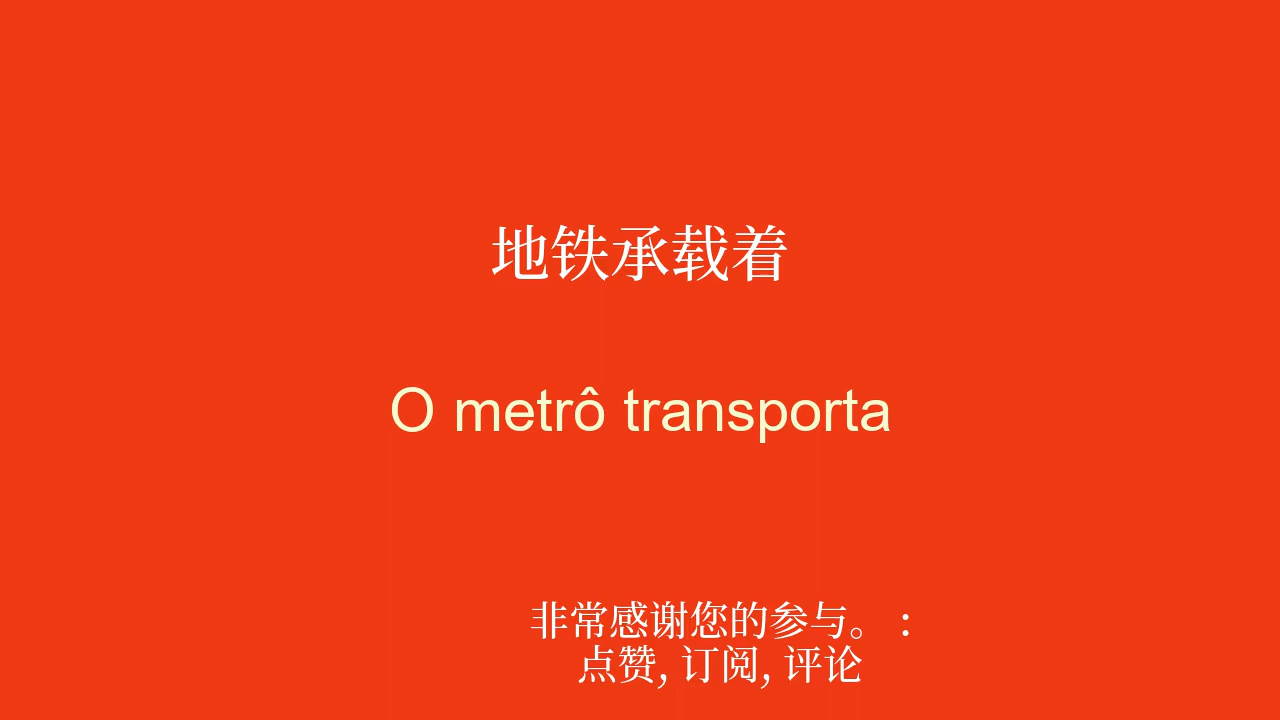 地铁承载着
O metrô transporta
非常感谢您的参与。 :
点赞, 订阅, 评论